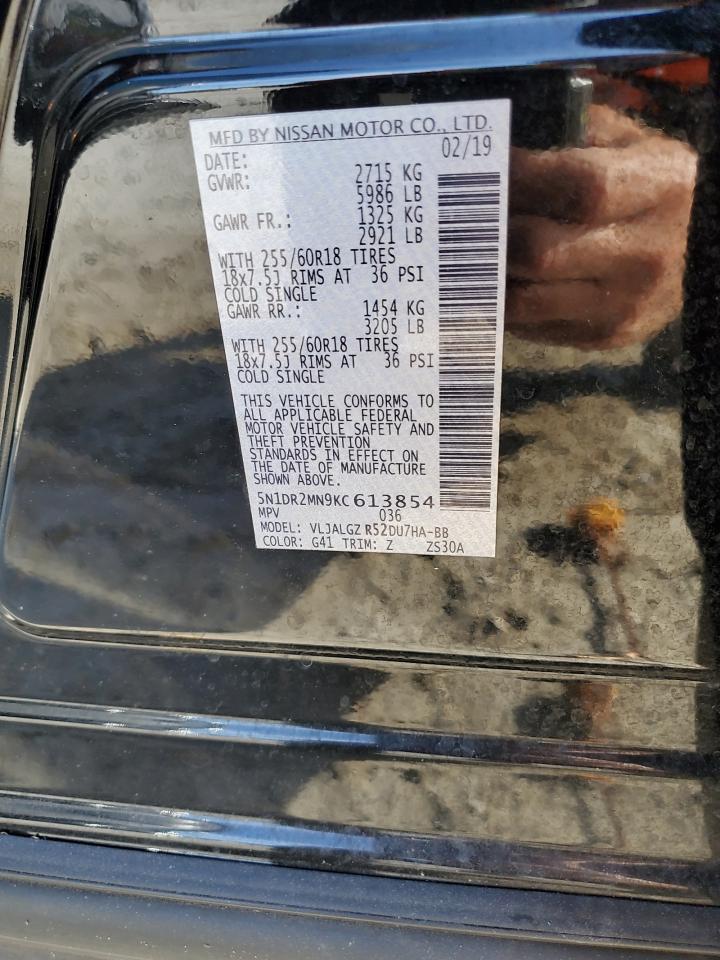 MFD BY NISSAN MOTOR CO., LTD.
DATE: 02/19
GVWR: 2715 KG
5986 LB
GAWR FR.: 1325 KG
2921 LB
WITH 255/60R18 TIRES
18x7.5J RIMS AT 36 PSI
COLD SINGLE
GAWR RR.: 1454 KG
3205 LB
WITH 255/60R18 TIRES
18x7.5J RIMS AT 36 PSI
COLD SINGLE
THIS VEHICLE CONFORMS TO
ALL APPLICABLE FEDERAL
MOTOR VEHICLE SAFETY AND
THEFT PREVENTION
STANDARDS IN EFFECT ON
THE DATE OF MANUFACTURE
SHOWN ABOVE.
5N1DR2MN9KC613854
MPV 036
MODEL: VLJALGZ R52DU7HA-BB
COLOR: G41 TRIM: Z ZS30A